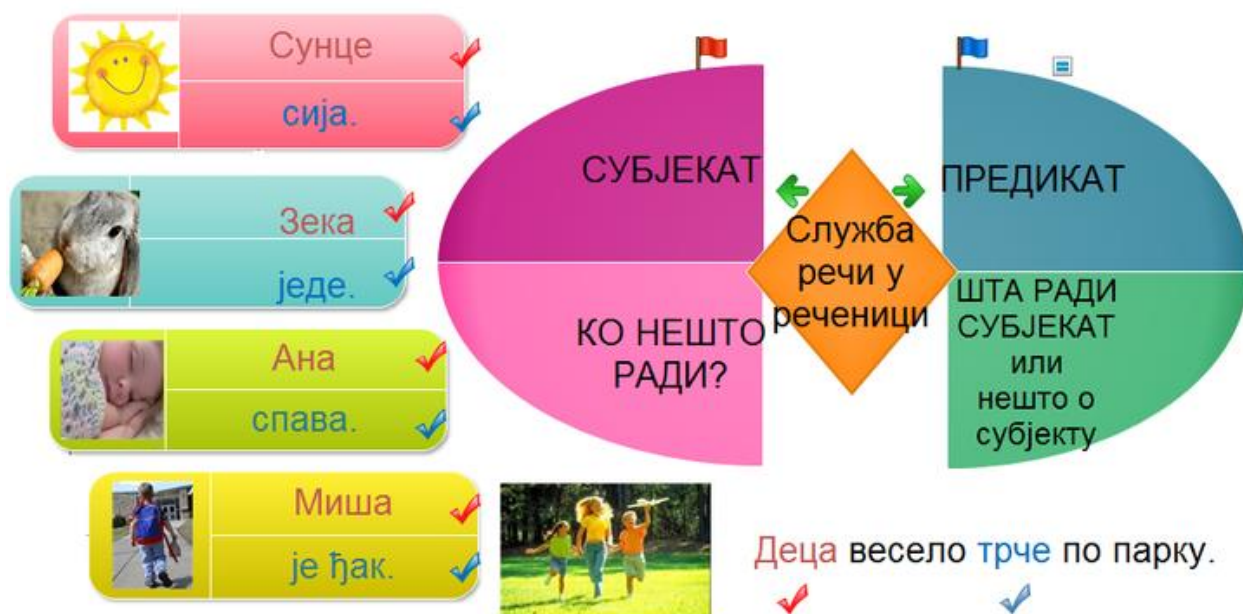 Сунце
сија.
Зека
једе.
Ана
спава.
Миша
је ђак.
СУБЈЕКАТ
КО НЕШТО
РАДИ?
Служба
речи у
реченици
ПРЕДИКАТ
ШТА РАДИ
СУБЈЕКАТ
или
нешто о
субјекту
Деца весело трче по парку.